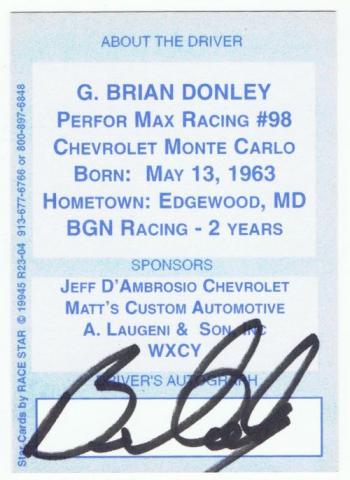 ABOUT THE DRIVER
G. BRIAN DONLEY
PERFOR MAX RACING #98
CHEVROLET MONTE CARLO
BORN: MAY 13, 1963
HOMETOWN: EDGEWOOD, MD
BGN RACING - 2 YEARS
SPONSORS
JEFF D'AMBROSIO CHEVROLET
MATT'S CUSTOM AUTOMOTIVE
A. LAUGENI & SON, INC
WXCY
DRIVER'S AUTOGRAPH
Star Cards by RACE STAR © 19945 R23-04 913-677-6766 or 800-897-6848